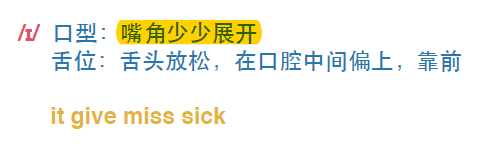 /ɪ/ 口型：嘴角少少展开
舌位：舌头放松，在口腔中间偏上，靠前
it give miss sick